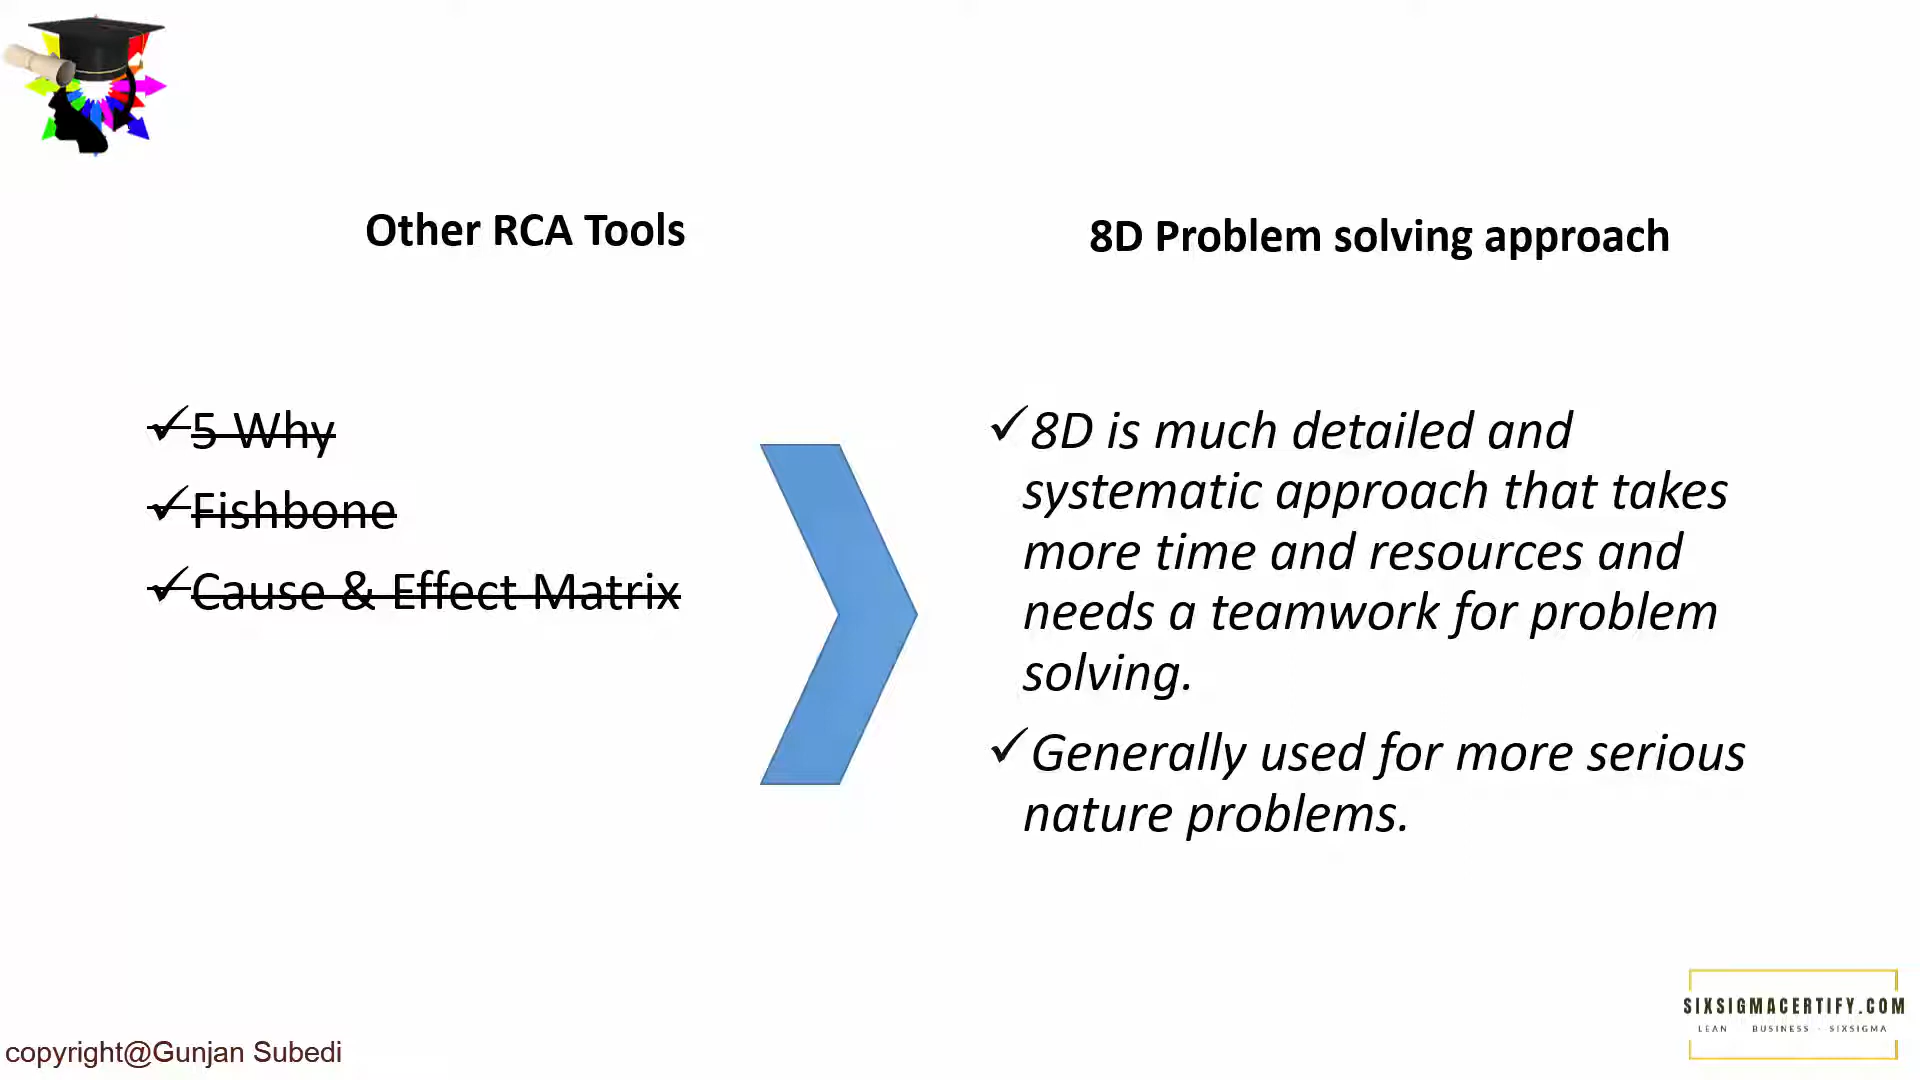 Other RCA Tools
8D Problem solving approach
5 Why
Fishbone
Cause & Effect Matrix
8D is much detailed and
systematic approach that takes
more time and resources and
needs a teamwork for problem
solving.
Generally used for more serious
nature problems.
SIXSIGMACERTIFY.COM
LEAN · BUSINESS · SIXSIGMA
copyright@Gunjan Subedi